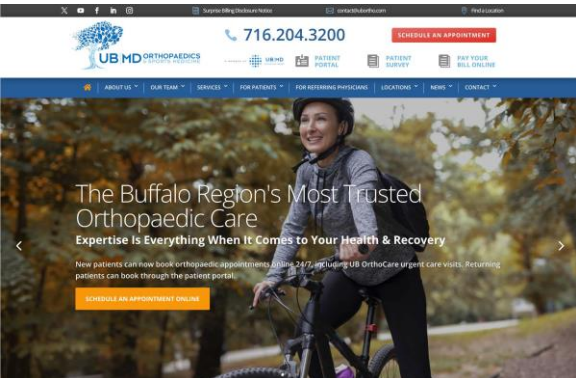 Surprise Billing Disclosure Notice
contact@ubortho.com
Find a Location
UB MD ORTHOPAEDICS
& SPORTS MEDICINE
716.204.3200
SCHEDULE AN APPOINTMENT
UBMD
PATIENT
PORTAL
PATIENT
SURVEY
PAY YOUR
BILL ONLINE
ABOUT US
OUR TEAM
SERVICES
FOR PATIENTS
FOR REFERRING PHYSICIANS
LOCATIONS
NEWS
CONTACT
The Buffalo Region's Most Trusted
Orthopaedic Care
Expertise Is Everything When It Comes to Your Health & Recovery
New patients can now book orthopaedic appointments online 24/7, including UB OrthoCare urgent care visits. Returning
patients can book through the patient portal.
SCHEDULE AN APPOINTMENT ONLINE